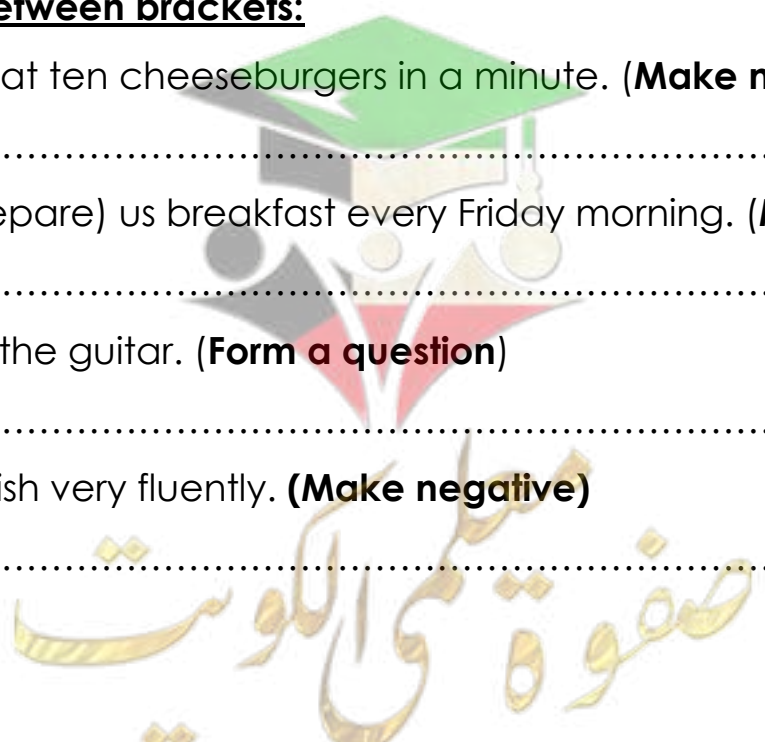 etween brackets:
at ten cheeseburgers in a minute. (Make n
................................................................
epare) us breakfast every Friday morning. (
................................................................
the guitar. (Form a question)
................................................................
ish very fluently. (Make negative)
................................................................
صفوة معلمى الكويت